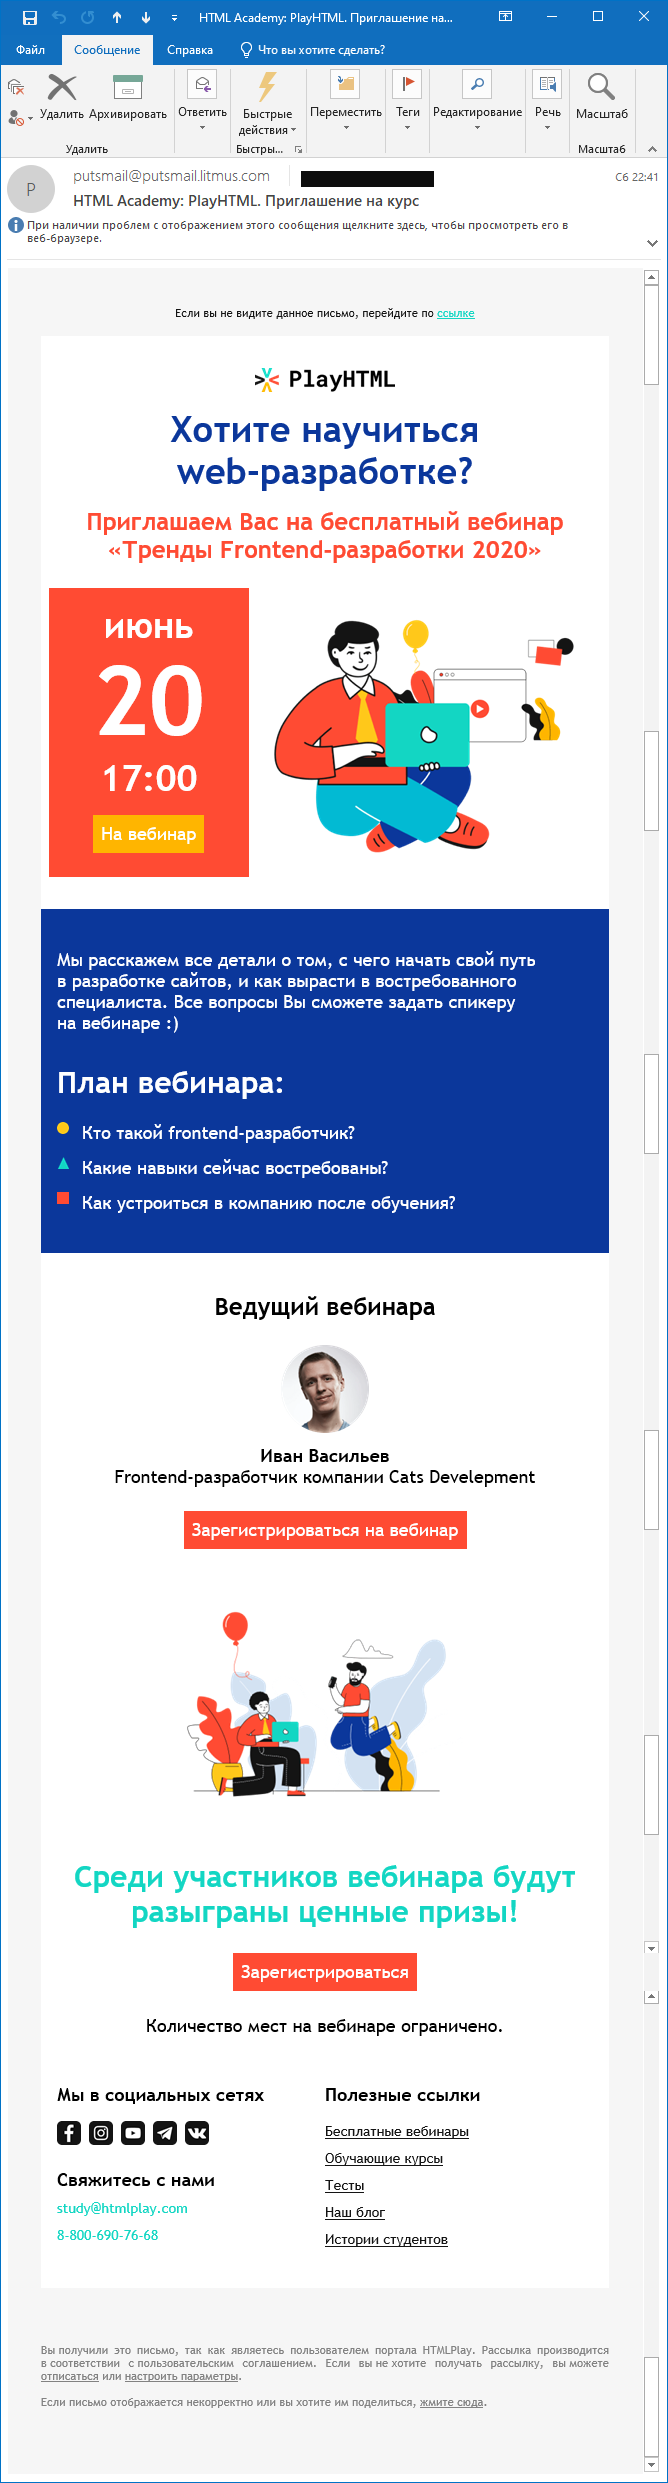 HTML Academy: PlayHTML. Приглашение на...
Файл
Сообщение
Справка
Что вы хотите сделать?
Удалить
Архивировать
Ответить
Быстрые
действия
Переместить
Теги
Редактирование
Речь
Масштаб
Удалить
Быстры...
Масштаб
P
putsmail@putsmail.litmus.com
Сб 22:41
HTML Academy: PlayHTML. Приглашение на курс
При наличии проблем с отображением этого сообщения щелкните здесь, чтобы просмотреть его в
веб-браузере.
Если вы не видите данное письмо, перейдите по ссылке
PlayHTML
Хотите научиться
web-разработке?
Приглашаем Вас на бесплатный вебинар
«Тренды Frontend-разработки 2020»
июнь
20
17:00
На вебинар
Мы расскажем все детали о том, с чего начать свой путь
в разработке сайтов, и как вырасти в востребованного
специалиста. Все вопросы Вы сможете задать спикеру
на вебинаре :)
План вебинара:
Кто такой frontend-разработчик?
Какие навыки сейчас востребованы?
Как устроиться в компанию после обучения?
Ведущий вебинара
Иван Васильев
Frontend-разработчик компании Cats Develepment
Зарегистрироваться на вебинар
Среди участников вебинара будут
разыграны ценные призы!
Зарегистрироваться
Количество мест на вебинаре ограничено.
Мы в социальных сетях
Свяжитесь с нами
study@htmlplay.com
8-800-690-76-68
Полезные ссылки
Бесплатные вебинары
Обучающие курсы
Тесты
Наш блог
Истории студентов
Вы получили это письмо, так как являетесь пользователем портала HTMLPlay. Рассылка производится
в соответствии с пользовательским соглашением. Если вы не хотите получать рассылку, вы можете
отписаться или настроить параметры.
Если письмо отображается некорректно или вы хотите им поделиться, жмите сюда.